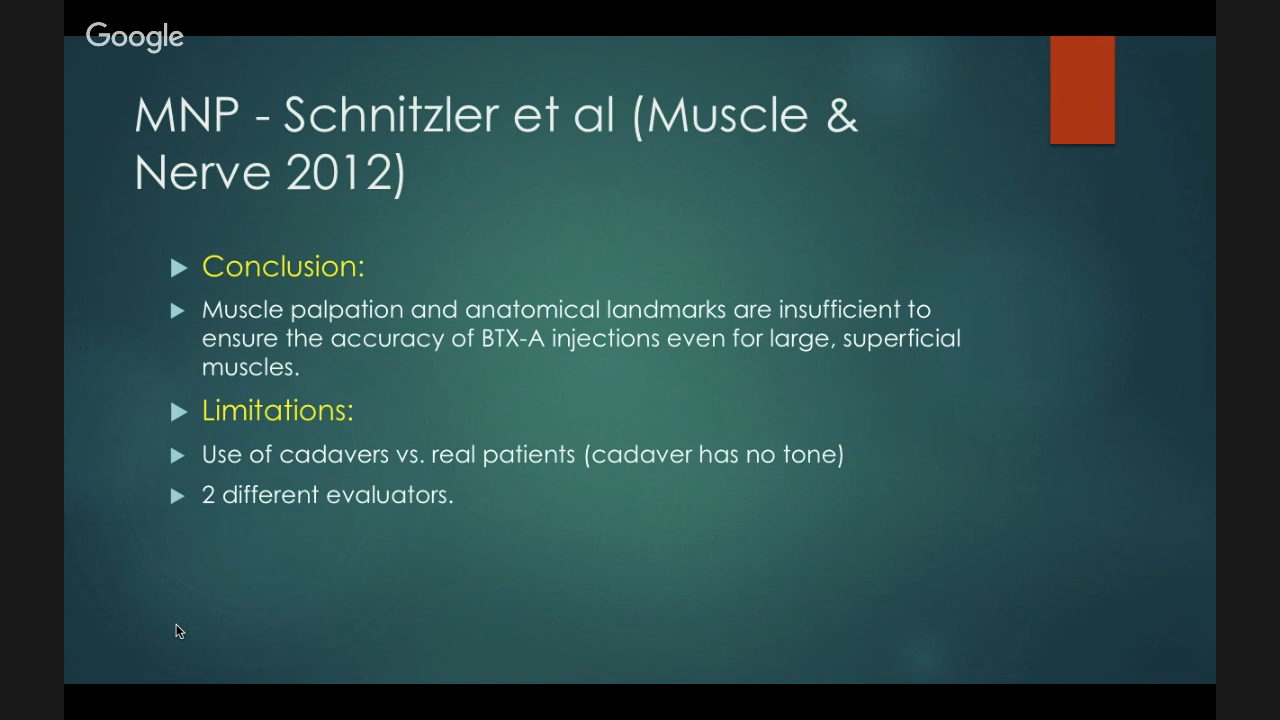 Google
MNP - Schnitzler et al (Muscle &
Nerve 2012)
Conclusion:
Muscle palpation and anatomical landmarks are insufficient to
ensure the accuracy of BTX-A injections even for large, superficial
muscles.
Limitations:
Use of cadavers vs. real patients (cadaver has no tone)
2 different evaluators.